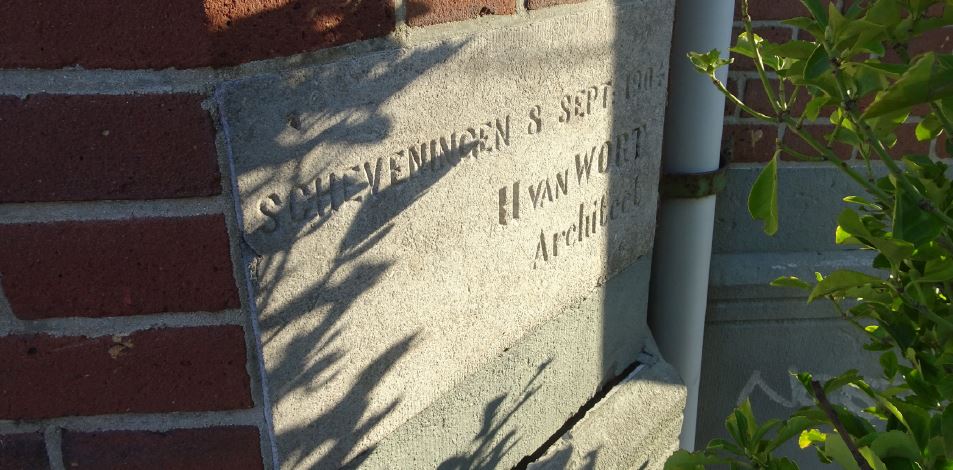 SCHEVENINGEN 8 SEPT.
H VAN WORT
Architect